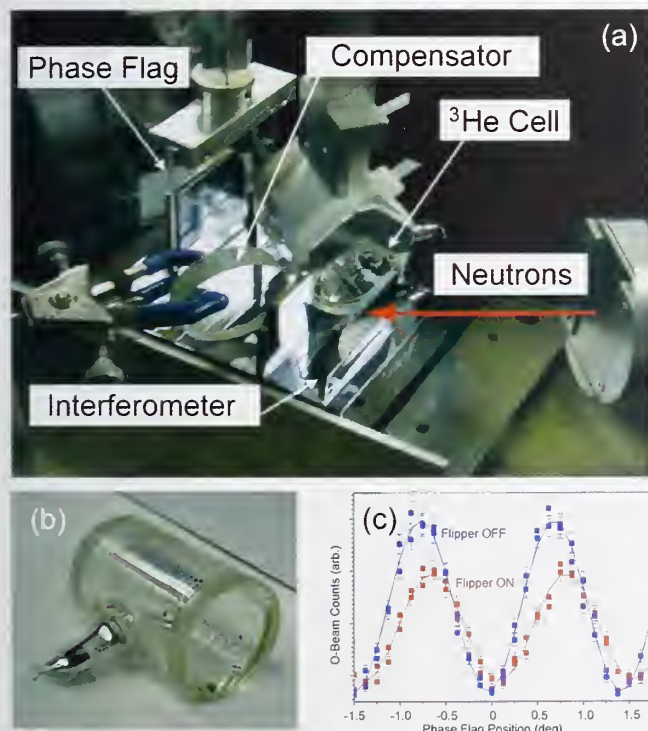 (a)
Compensator
Phase Flag
³He Cell
Neutrons
Interferometer
(b)
(c)
Flipper OFF
Flipper ON
O-Beam Counts (arb.)
-1.5 -1.0 -0.5 0 0.5 1.0 1.5
Phase Flag Position (deg)